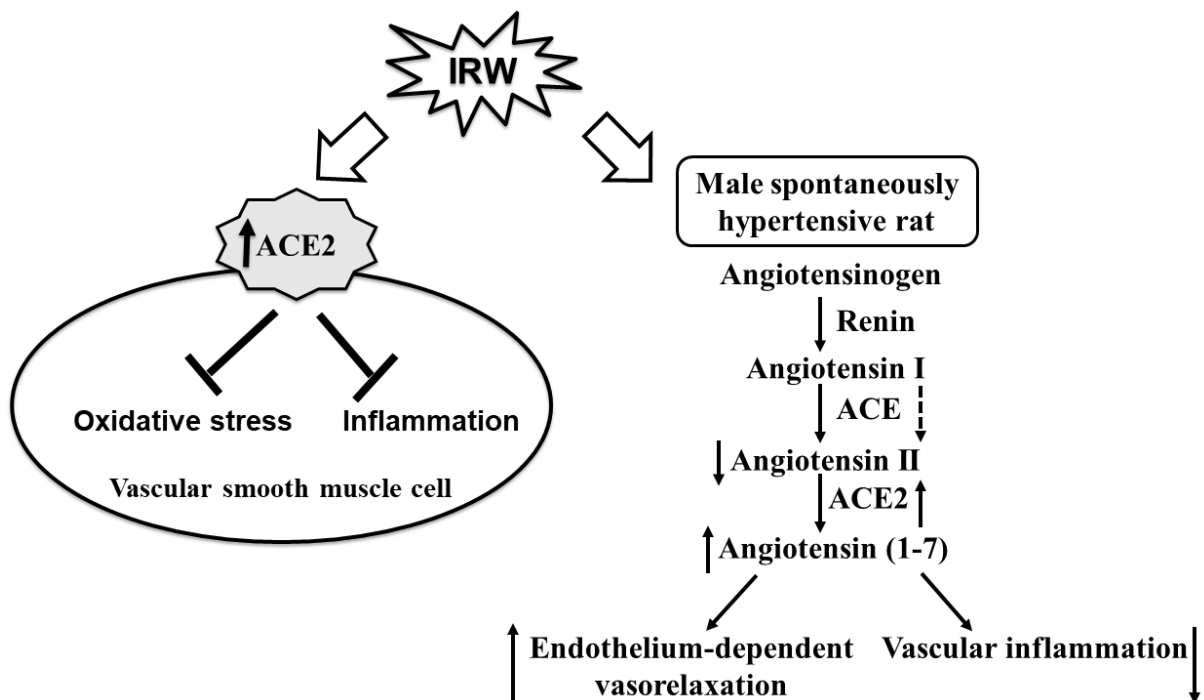 IRW
ACE2
Oxidative stress
Inflammation
Vascular smooth muscle cell
Male spontaneously
hypertensive rat
Angiotensinogen
Renin
Angiotensin I
ACE
Angiotensin II
ACE2
Angiotensin (1-7)
Endothelium-dependent
vasorelaxation
Vascular inflammation